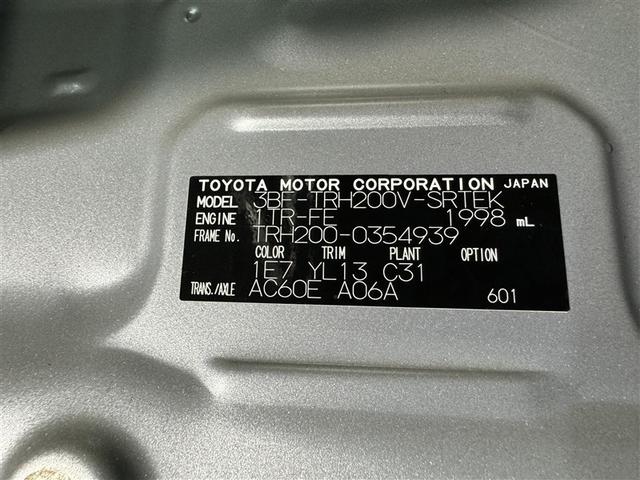 TOYOTA MOTOR CORPORATION JAPAN
MODEL 3BF-TRH200V-SRTEK
ENGINE 1TR-FE 1998 mL
FRAME No. TRH200-0354939
COLOR TRIM PLANT OPTION
1E7 YL13 C31
TRANS./AXLE AC60E A06A 601